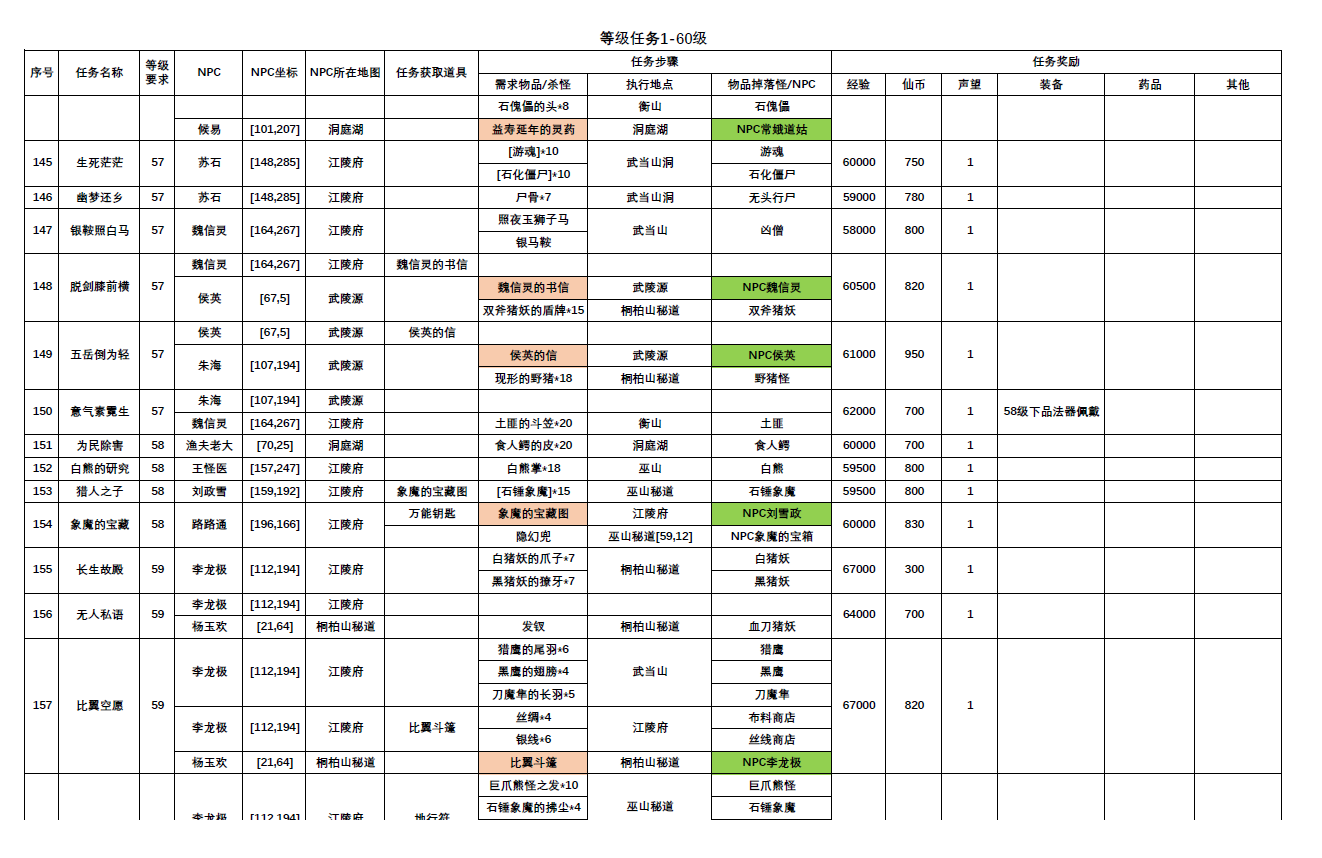 等级任务1-60级
序号 任务名称 等级要求 NPC NPC坐标 NPC所在地图 任务获取道具 任务步骤 任务奖励
需求物品/杀怪 执行地点 物品掉落怪/NPC 经验 仙币 声望 装备 药品 其他
石傀儡的头*8 衡山 石傀儡
候易 [101,207] 洞庭湖 益寿延年的灵药 洞庭湖 NPC常娥道姑
145 生死茫茫 57 苏石 [148,285] 江陵府 [游魂]*10 武当山洞 游魂 60000 750 1
[石化僵尸]*10 石化僵尸
146 幽梦还乡 57 苏石 [148,285] 江陵府 尸骨*7 武当山洞 无头行尸 59000 780 1
147 银鞍照白马 57 魏信灵 [164,267] 江陵府 照夜玉狮子马 武当山 凶僧 58000 800 1
银马鞍
148 脱剑膝前横 57 魏信灵 [164,267] 江陵府 魏信灵的书信 60500 820 1
侯英 [67,5] 武陵源 魏信灵的书信 武陵源 NPC魏信灵
双斧猪妖的盾牌*15 桐柏山秘道 双斧猪妖
149 五岳倒为轻 57 侯英 [67,5] 武陵源 侯英的信 61000 950 1
朱海 [107,194] 武陵源 侯英的信 武陵源 NPC侯英
现形的野猪*18 桐柏山秘道 野猪怪
150 意气素霓生 57 朱海 [107,194] 武陵源 62000 700 1 58级下品法器佩戴
魏信灵 [164,267] 江陵府 土匪的斗笠*20 衡山 土匪
151 为民除害 58 渔夫老大 [70,25] 洞庭湖 食人鳄的皮*20 洞庭湖 食人鳄 60000 700 1
152 白熊的研究 58 王怪医 [157,247] 江陵府 白熊掌*18 巫山 白熊 59500 800 1
153 猎人之子 58 刘政雪 [159,192] 江陵府 象魔的宝藏图 [石锤象魔]*15 巫山秘道 石锤象魔 59500 800 1
154 象魔的宝藏 58 路路通 [196,166] 江陵府 万能钥匙 象魔的宝藏图 江陵府 NPC刘雪政 60000 830 1
隐幻兜 巫山秘道[59,12] NPC象魔的宝箱
155 长生故殿 59 李龙极 [112,194] 江陵府 白猪妖的爪子*7 桐柏山秘道 白猪妖 67000 300 1
黑猪妖的獠牙*7 黑猪妖
156 无人私语 59 李龙极 [112,194] 江陵府 64000 700 1
杨玉欢 [21,64] 桐柏山秘道 发钗 桐柏山秘道 血刀猪妖
157 比翼空愿 59 李龙极 [112,194] 江陵府 猎鹰的尾羽*6 武当山 猎鹰 67000 820 1
黑鹰的翅膀*4 黑鹰
刀魔隼的长羽*5 刀魔隼
李龙极 [112,194] 江陵府 比翼斗篷 丝绸*4 江陵府 布料商店
银线*6 丝线商店
杨玉欢 [21,64] 桐柏山秘道 比翼斗篷 桐柏山秘道 NPC李龙极
巨爪熊怪之发*10 巫山秘道 巨爪熊怪
石锤象魔的拂尘*4 石锤象魔
李龙极 [112,194] 江陵府 地行符